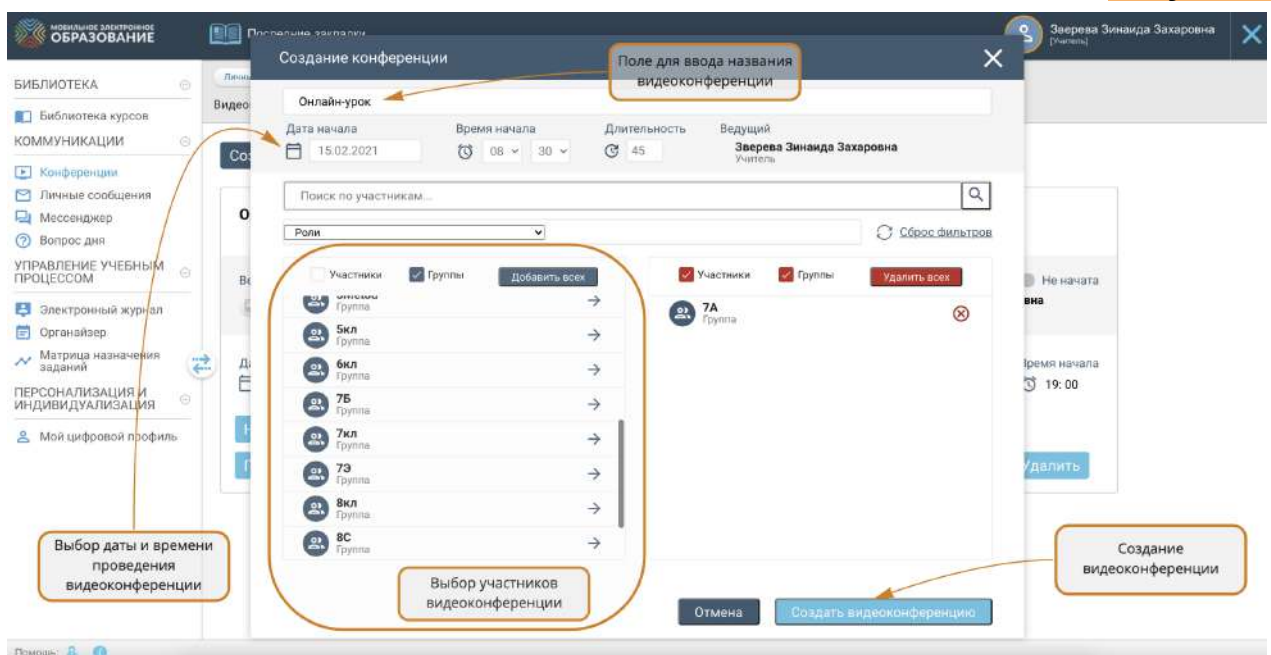 МОБИЛЬНОЕ ЭЛЕКТРОННОЕ
ОБРАЗОВАНИЕ
Последние закладки
Зверева Зинаида Захаровна
[Учитель]
БИБЛИОТЕКА
Библиотека курсов
КОММУНИКАЦИИ
Конференции
Личные сообщения
Мессенджер
Вопрос дня
УПРАВЛЕНИЕ УЧЕБНЫМ
ПРОЦЕССОМ
Электронный журнал
Органайзер
Матрица назначения
заданий
ПЕРСОНАЛИЗАЦИЯ И
ИНДИВИДУАЛИЗАЦИЯ
Мой цифровой профиль
Видео
Создание конференции
Поле для ввода названия
видеоконференции
Онлайн-урок
Дата начала
Время начала
Длительность
Ведущий
15.02.2021
08
30
45
Зверева Зинаида Захаровна
Учитель
Поиск по участникам...
Роли
Сброс фильтров
Участники
Группы
Добавить всех
Участники
Группы
Удалить всех
Группа
5кл
Группа
6кл
Группа
7Б
Группа
7кл
Группа
7Э
Группа
8кл
Группа
8С
Группа
7А
Группа
Не начата
вна
Время начала
19: 00
Удалить
Выбор даты и времени
проведения
видеоконференции
Выбор участников
видеоконференции
Создание
видеоконференции
Отмена
Создать видеоконференцию
Помощь: